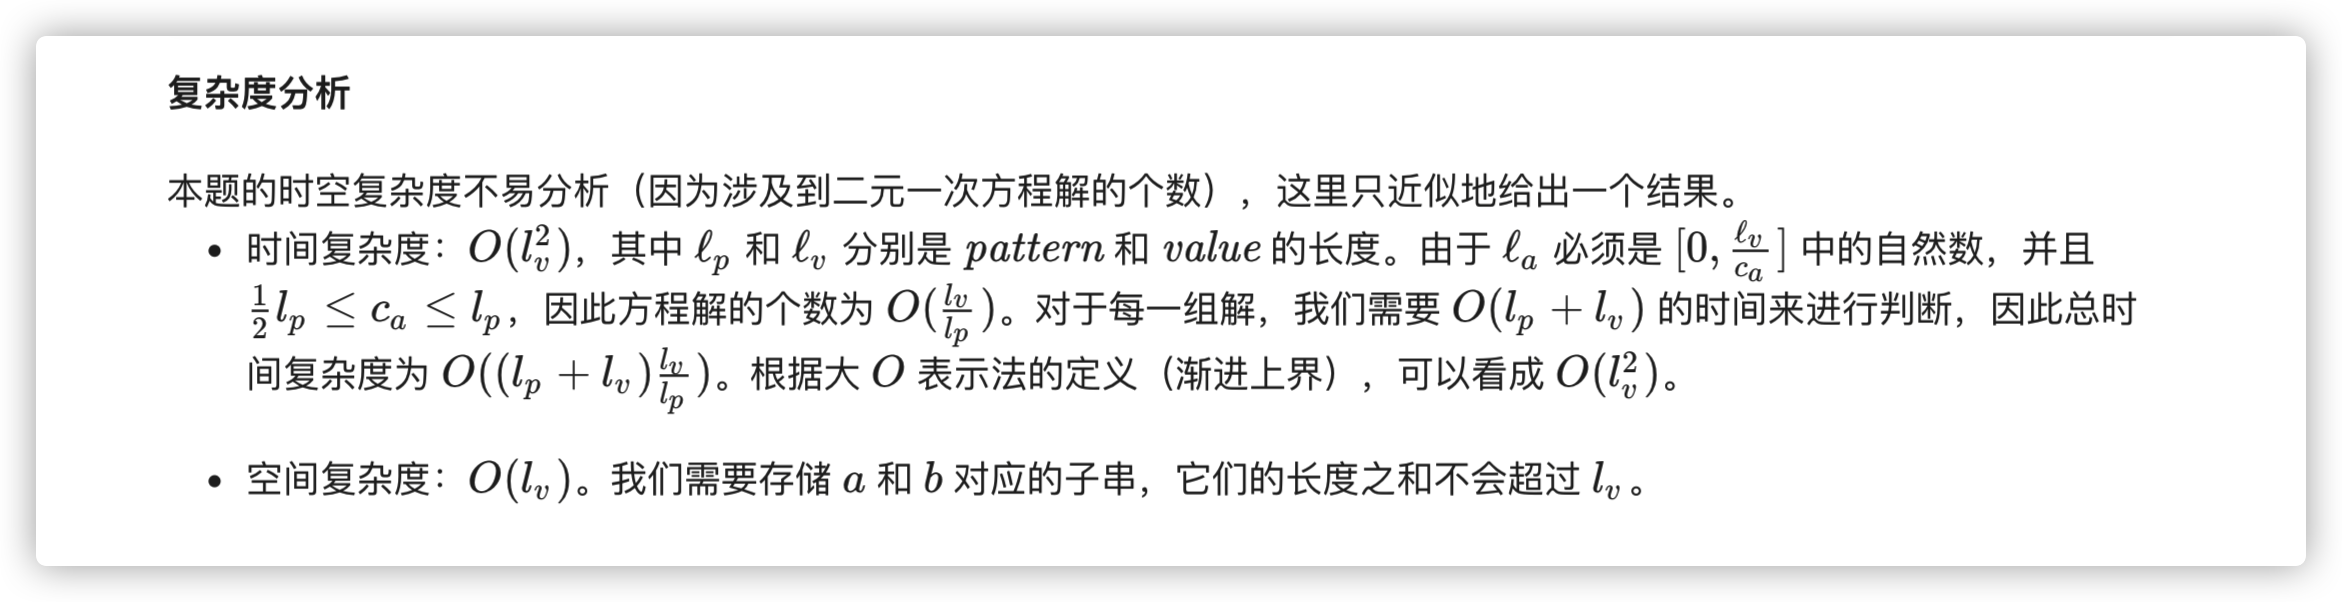 复杂度分析
本题的时空复杂度不易分析（因为涉及到二元一次方程解的个数），这里只近似地给出一个结果。
• 时间复杂度：$O(l_v^2)$，其中 $\ell_p$ 和 $\ell_v$ 分别是 $pattern$ 和 $value$ 的长度。由于 $\ell_a$ 必须是 $[0, \frac{\ell_v}{c_a}]$ 中的自然数，并且
$\frac{1}{2}l_p \leq c_a \leq l_p$，因此方程解的个数为 $O(\frac{l_v}{l_p})$。对于每一组解，我们需要 $O(l_p + l_v)$ 的时间来进行判断，因此总时
间复杂度为 $O((l_p + l_v)\frac{l_v}{l_p})$。根据大 $O$ 表示法的定义（渐进上界），可以看成 $O(l_v^2)$。
• 空间复杂度：$O(l_v)$。我们需要存储 $a$ 和 $b$ 对应的子串，它们的长度之和不会超过 $l_v$。